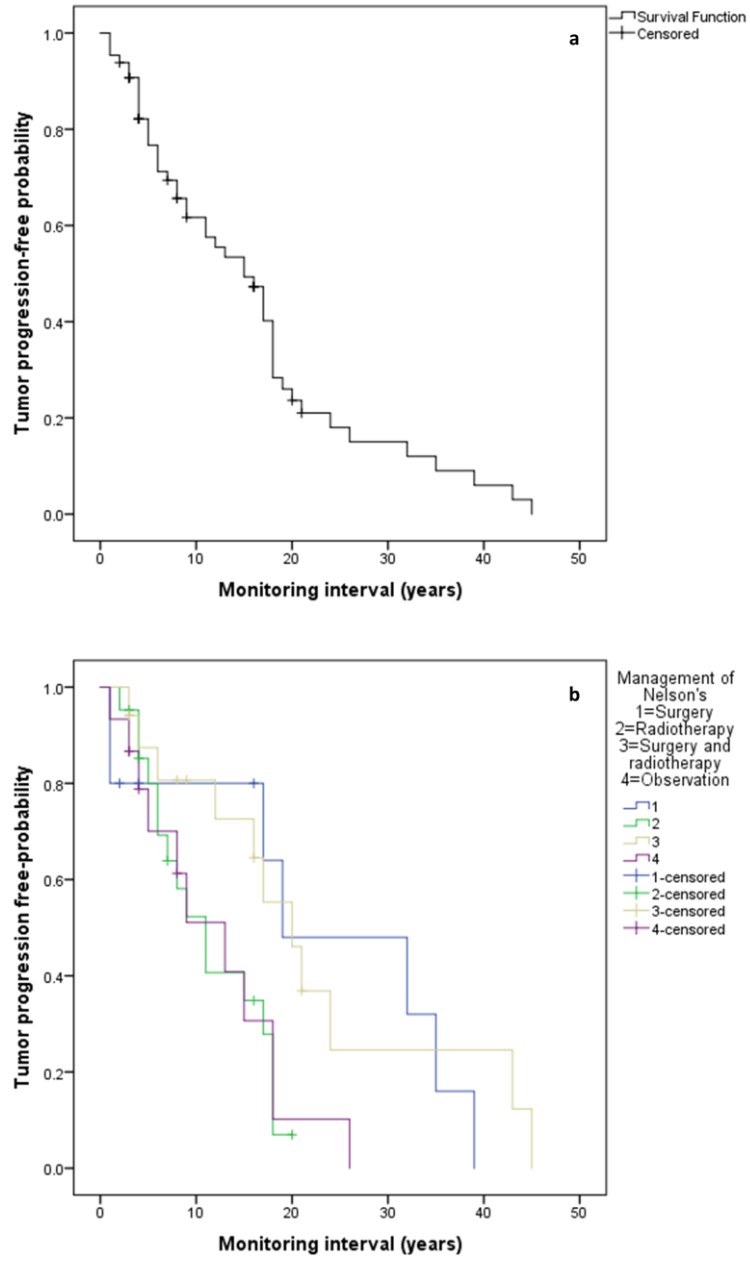 a
Survival Function
Censored
Tumor progression-free probability
1.0
0.8
0.6
0.4
0.2
0.0
0 10 20 30 40 50
Monitoring interval (years)
b
Management of
Nelson's
1=Surgery
2=Radiotherapy
3=Surgery and
radiotherapy
4=Observation
1
2
3
4
1-censored
2-censored
3-censored
4-censored
Tumor progression free-probability
1.0
0.8
0.6
0.4
0.2
0.0
0 10 20 30 40 50
Monitoring interval (years)